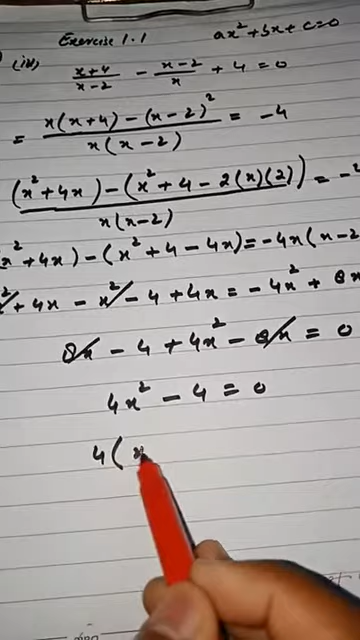 Exercise 1.1    ax² + bx + c = 0
(iv)
x+4/x-2 - x-2/x + 4 = 0
= x(x+4) - (x-2)²/x(x-2) = -4
(x²+4x) - (x²+4-2(x)(2))/x(x-2) = -
x²+4x) - (x²+4-4x) = -4x(x-2
x² + 4x - x² - 4 + 4x = -4x² + 8x
8x - 4 + 4x² - 8x = 0
4x² - 4 = 0
4(x